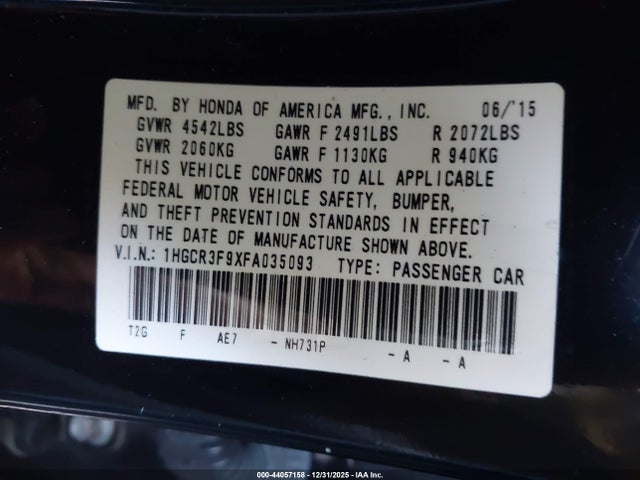 MFD. BY HONDA OF AMERICA MFG., INC. 06/'15
GVWR 4542LBS GAWR F 2491LBS R 2072LBS
GVWR 2060KG GAWR F 1130KG R 940KG
THIS VEHICLE CONFORMS TO ALL APPLICABLE
FEDERAL MOTOR VEHICLE SAFETY, BUMPER,
AND THEFT PREVENTION STANDARDS IN EFFECT
ON THE DATE OF MANUFACTURE SHOWN ABOVE.
V.I.N.: 1HGCR3F9XFA035093 TYPE: PASSENGER CAR
T2G F AE7 - NH731P - A - A
000-44057158 • 12/31/2025 • IAA Inc.